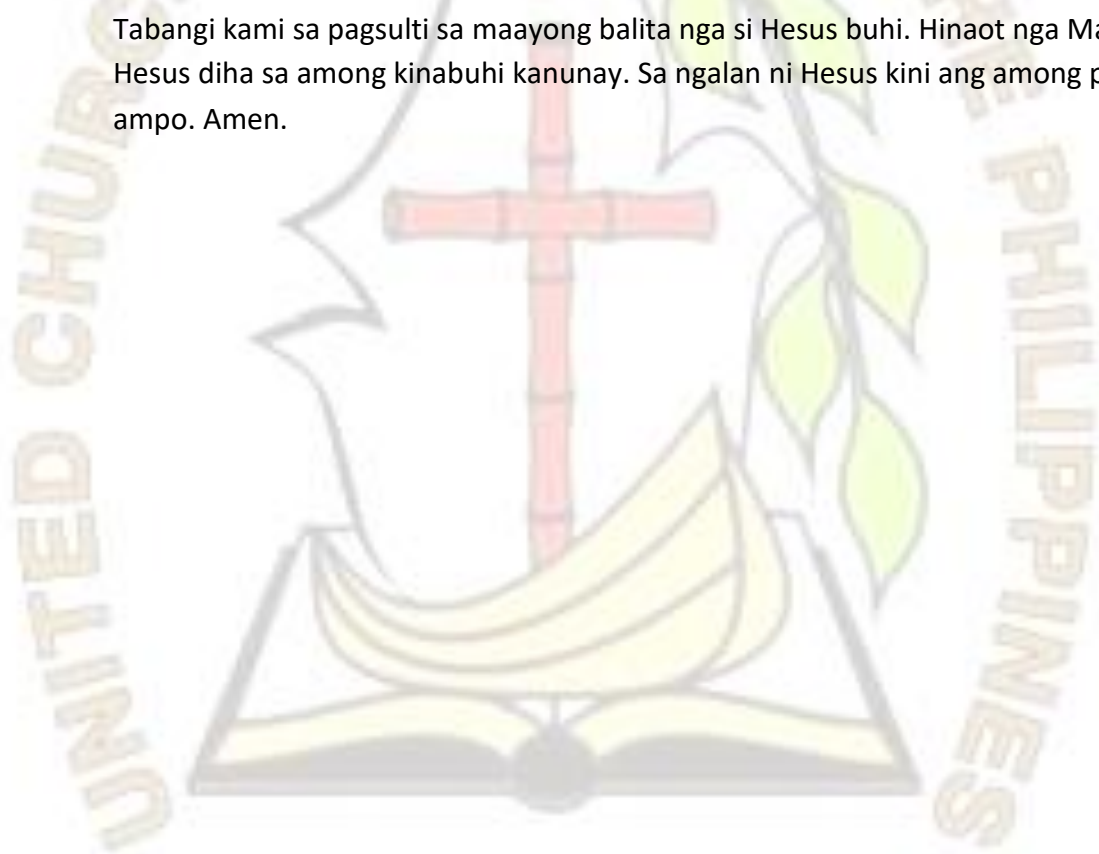 Tabangi kami sa pagsulti sa maayong balita nga si Hesus buhi. Hinaot nga
Hesus diha sa among kinabuhi kanunay. Sa ngalan ni Hesus kini ang among
ampo. Amen.
UNITED CHURCH
PHILIPPINES